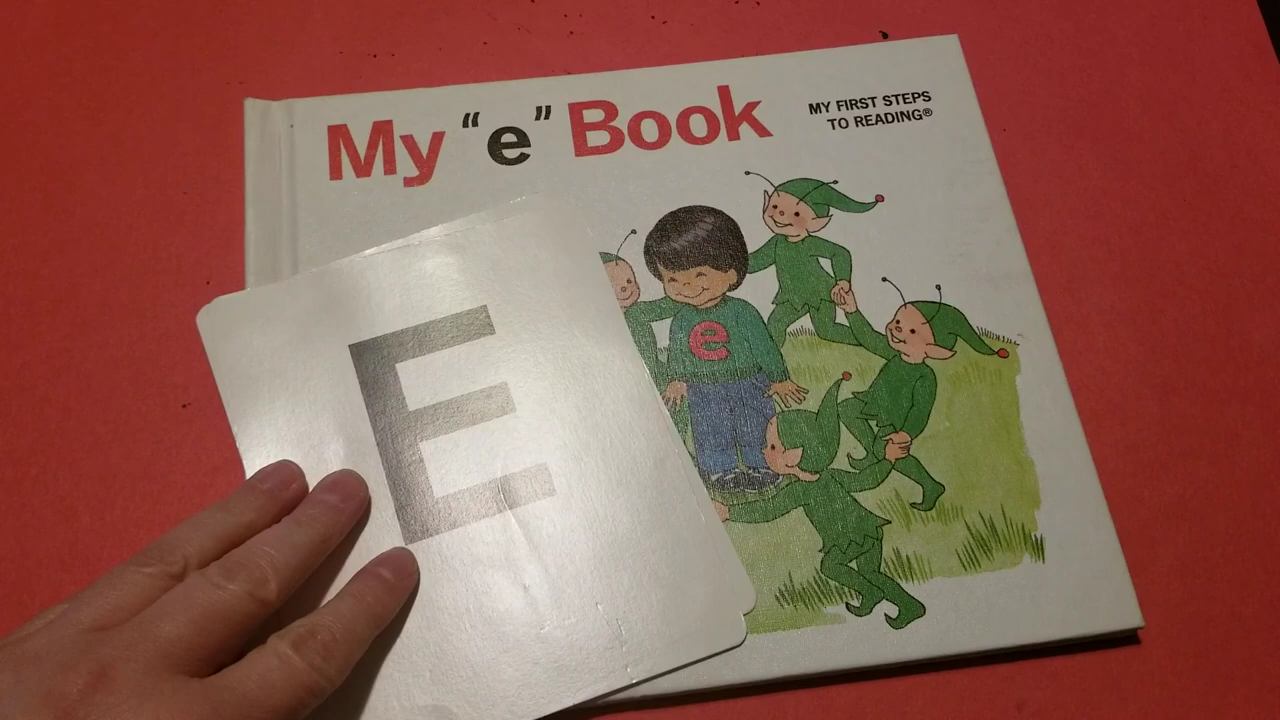 My “e” Book
MY FIRST STEPS
TO READING®
e
E